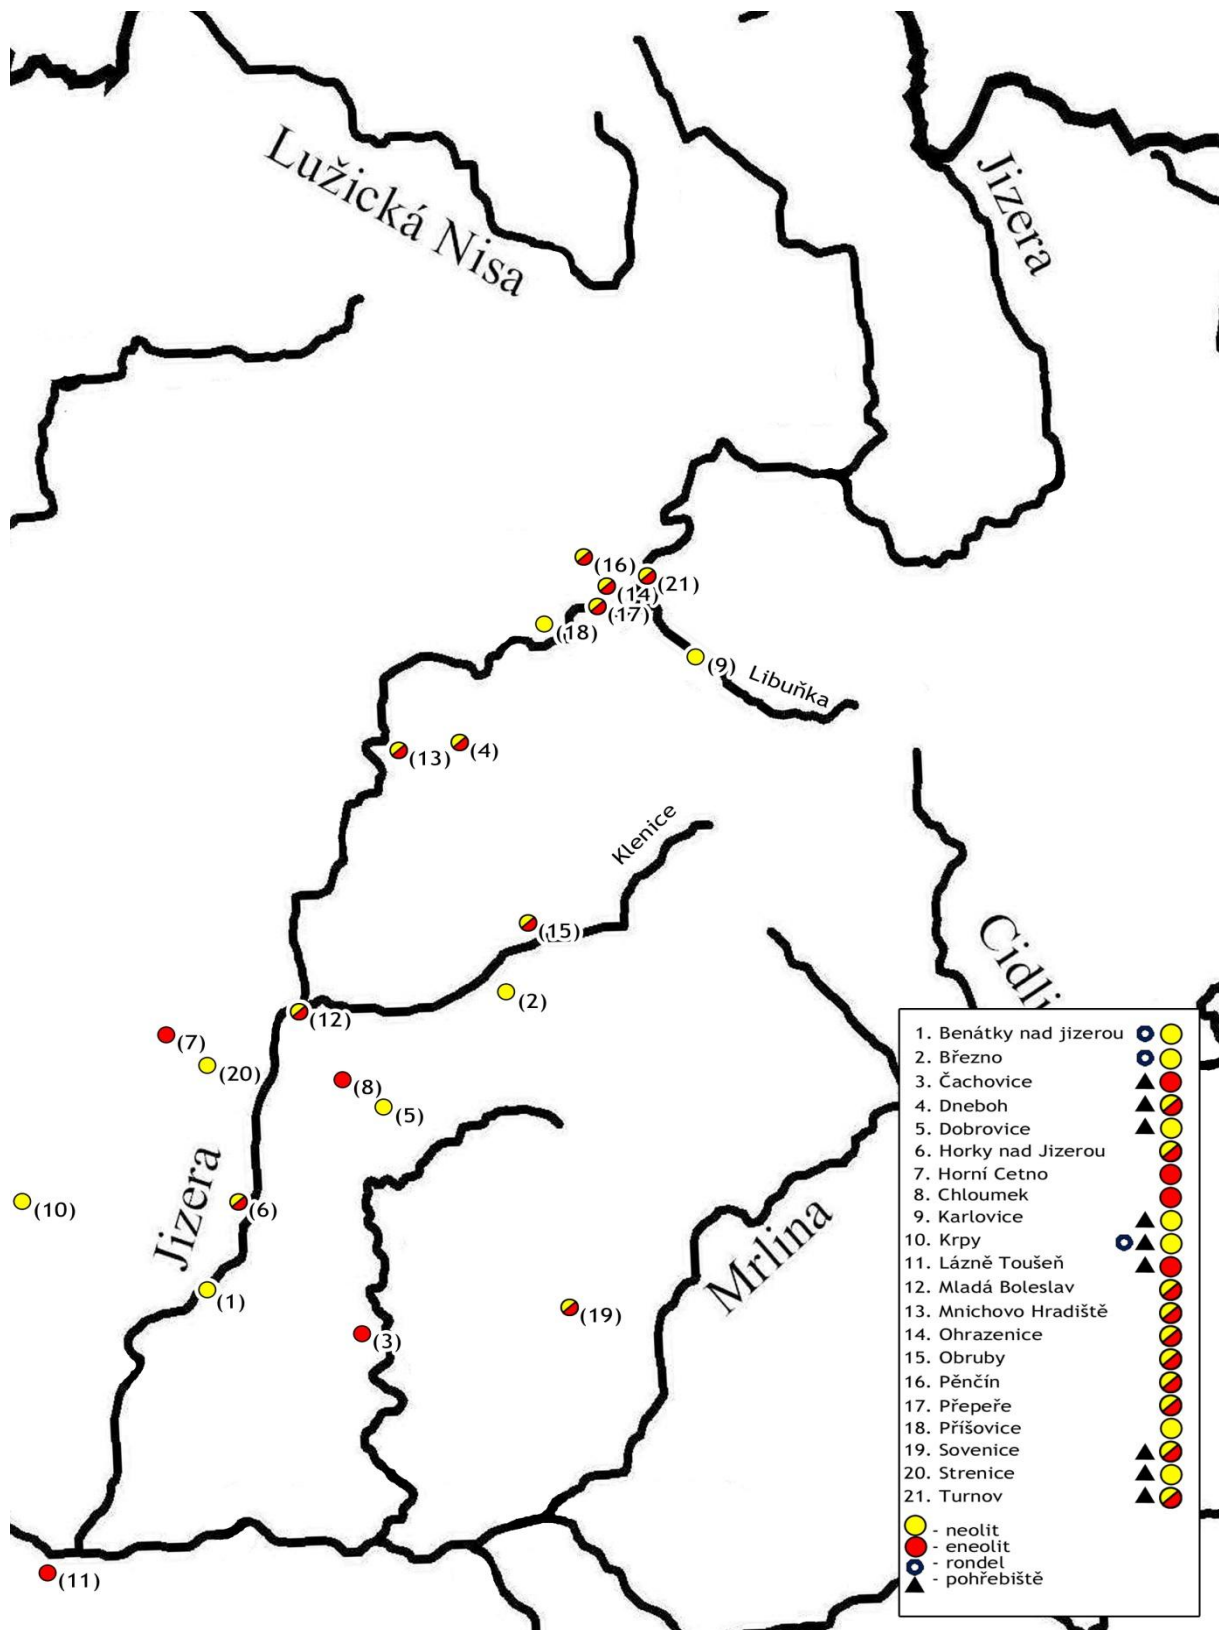 Lužická Nisa
Jizera
(16)
(21)
(14)
(17)
(18)
(9)
Libuňka
(13)
(4)
Klenice
(15)
Cidli
(2)
(12)
(7)
(20)
(8)
(5)
Jizera
(10)
(6)
Mrlina
(1)
(19)
(3)
(11)
1. Benátky nad jizerou
2. Březno
3. Čachovice
4. Dneboh
5. Dobrovice
6. Horky nad Jizerou
7. Horní Cetno
8. Chloumek
9. Karlovice
10. Krpy
11. Lázně Toušeň
12. Mladá Boleslav
13. Mnichovo Hradiště
14. Ohrazenice
15. Obruby
16. Pěnčín
17. Přepeře
18. Příšovice
19. Sovenice
20. Strenice
21. Turnov
- neolit
- eneolit
- rondel
- pohřebiště